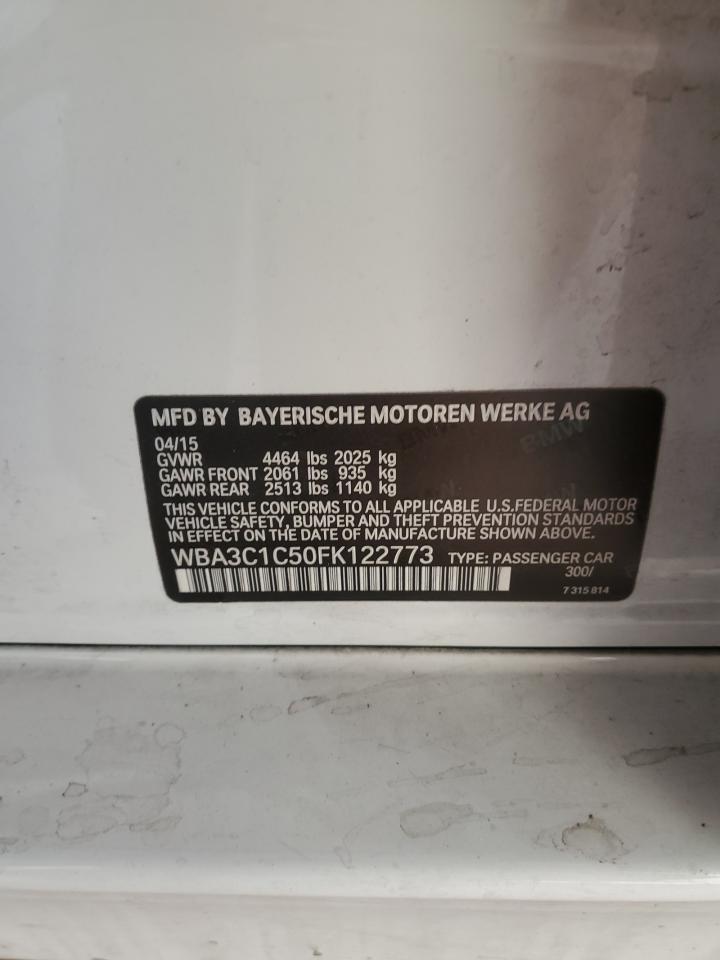 MFD BY BAYERISCHE MOTOREN WERKE AG
04/15
GVWR 4464 lbs 2025 kg
GAWR FRONT 2061 lbs 935 kg
GAWR REAR 2513 lbs 1140 kg
THIS VEHICLE CONFORMS TO ALL APPLICABLE U.S.FEDERAL MOTOR
VEHICLE SAFETY, BUMPER AND THEFT PREVENTION STANDARDS
IN EFFECT ON THE DATE OF MANUFACTURE SHOWN ABOVE.
WBA3C1C50FK122773 TYPE: PASSENGER CAR
300/
7 315 814
BMW